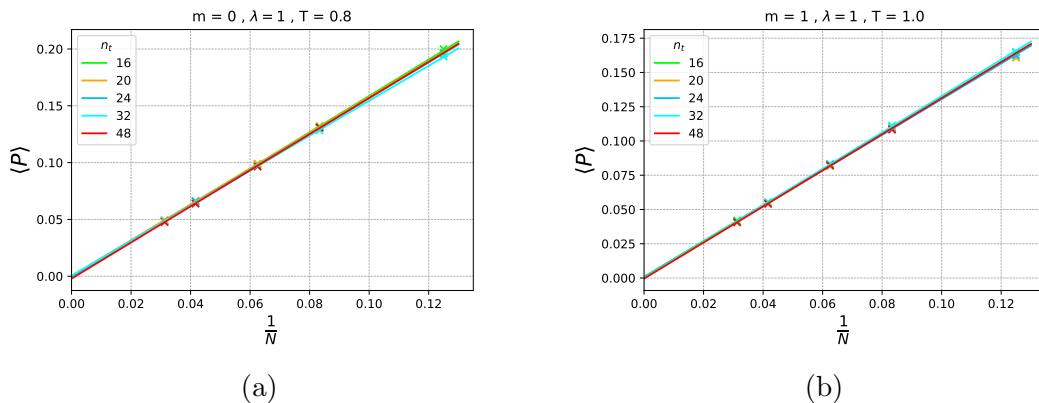 m = 0 , λ = 1 , T = 0.8
⟨P⟩
0.20
0.15
0.10
0.05
0.00
n_t
16
20
24
32
48
0.00 0.02 0.04 0.06 0.08 0.10 0.12
1/N
(a)
m = 1 , λ = 1 , T = 1.0
⟨P⟩
0.175
0.150
0.125
0.100
0.075
0.050
0.025
0.000
n_t
16
20
24
32
48
0.00 0.02 0.04 0.06 0.08 0.10 0.12
1/N
(b)